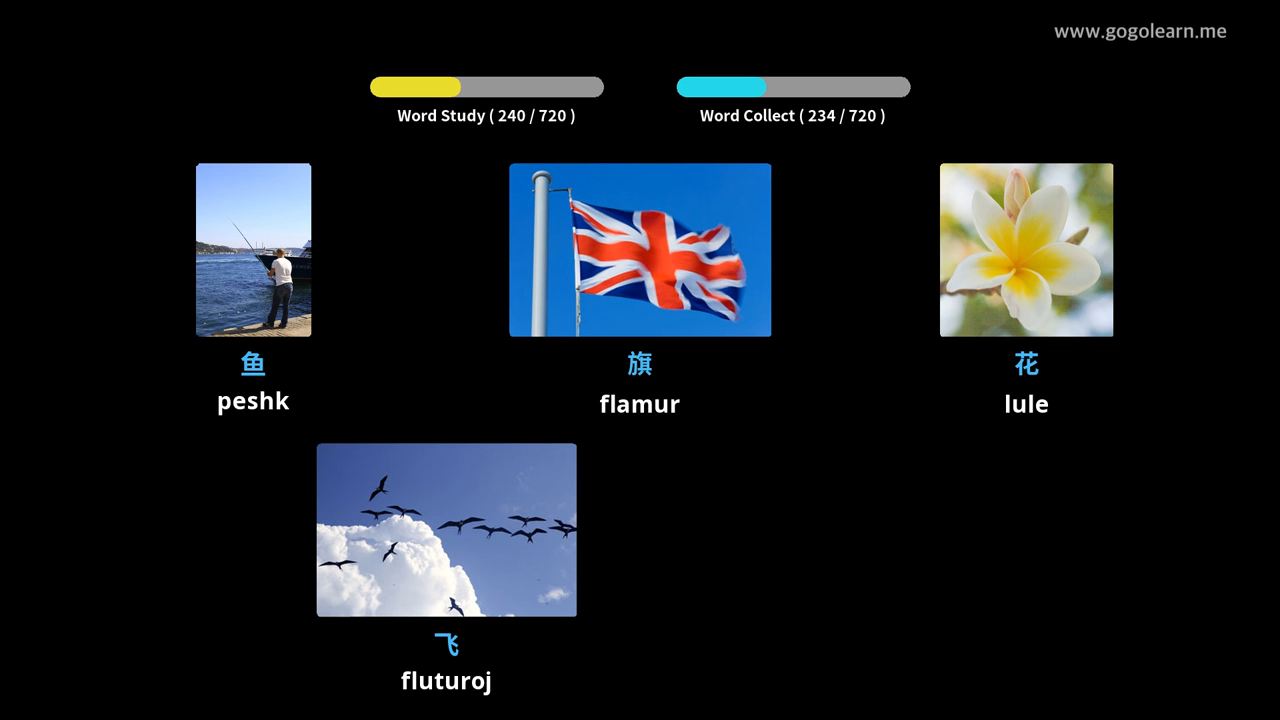 www.gogolearn.me
Word Study ( 240 / 720 )
Word Collect ( 234 / 720 )
鱼
peshk
旗
flamur
花
lule
飞
fluturoj